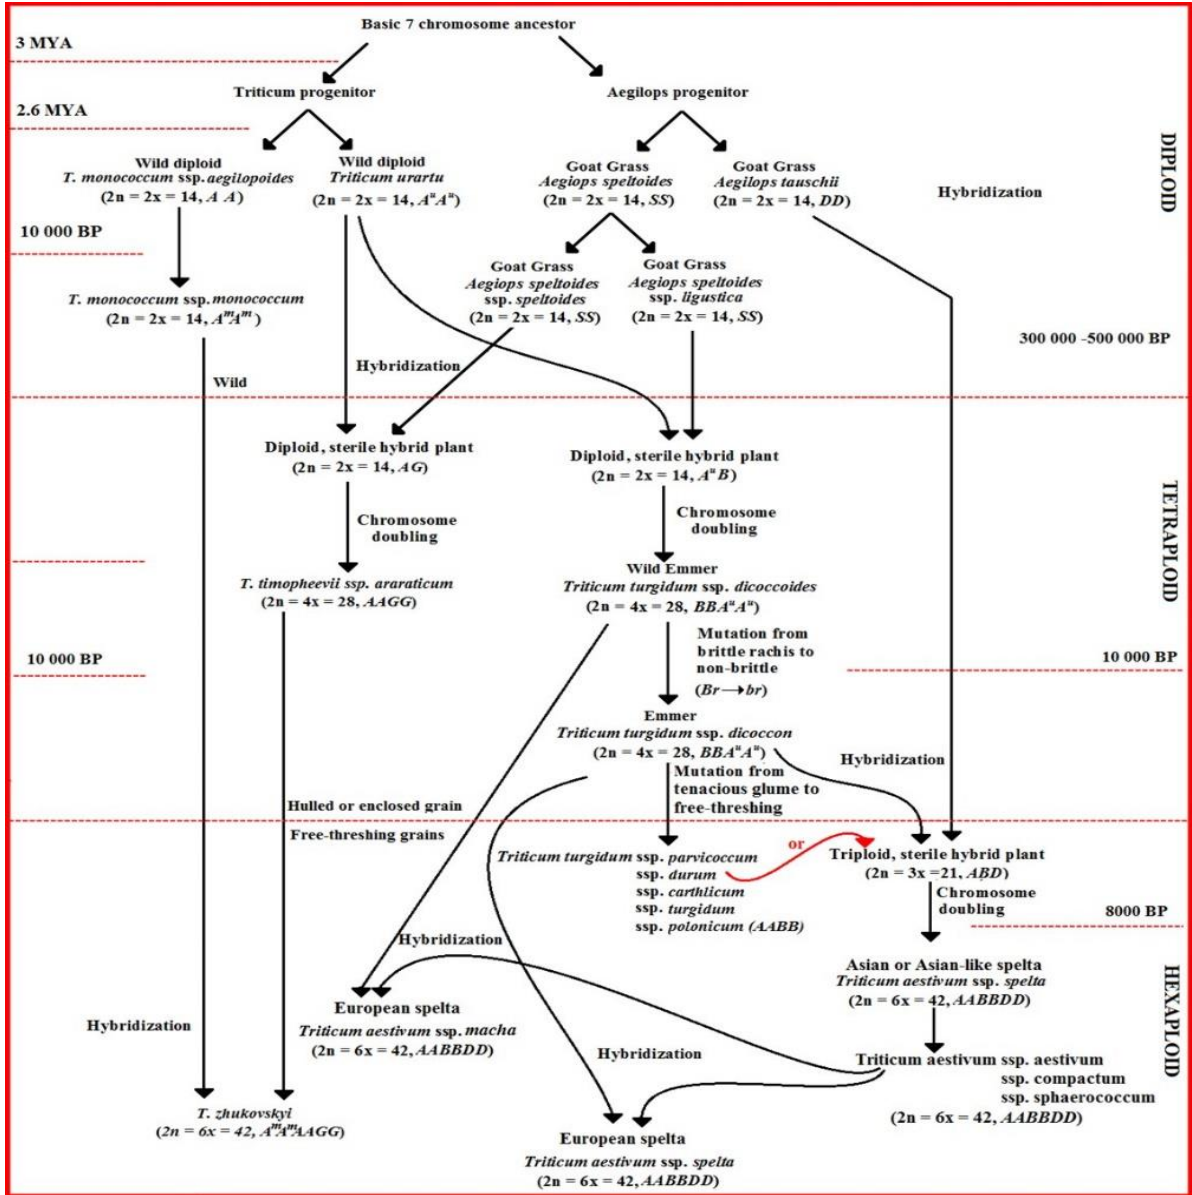 Basic 7 chromosome ancestor
3 MYA
Triticum progenitor
Aegilops progenitor
2.6 MYA
Wild diploid
T. monococcum ssp. aegilopoides
(2n = 2x = 14, A A)
Wild diploid
Triticum urartu
(2n = 2x = 14, AᵘAᵘ)
Goat Grass
Aegiops speltoides
(2n = 2x = 14, SS)
Goat Grass
Aegilops tauschii
(2n = 2x = 14, DD)
Hybridization
DIPLOID
10 000 BP
Goat Grass
Aegiops speltoides
ssp. speltoides
(2n = 2x = 14, SS)
Goat Grass
Aegiops speltoides
ssp. ligustica
(2n = 2x = 14, SS)
T. monococcum ssp. monococcum
(2n = 2x = 14, AᵐAᵐ )
300 000 -500 000 BP
Hybridization
Wild
Diploid, sterile hybrid plant
(2n = 2x = 14, AG)
Diploid, sterile hybrid plant
(2n = 2x = 14, AᵘB)
Chromosome
doubling
Chromosome
doubling
TETRAPLOID
T. timopheevii ssp. araraticum
(2n = 4x = 28, AAGG)
Wild Emmer
Triticum turgidum ssp. dicoccoides
(2n = 4x = 28, BBAᵘAᵘ)
Mutation from
brittle rachis to
non-brittle
(Br→br)
10 000 BP
10 000 BP
Emmer
Triticum turgidum ssp. dicoccon
(2n = 4x = 28, BBAᵘAᵘ)
Hybridization
Mutation from
tenacious glume to
free-threshing
Hulled or enclosed grain
Free-threshing grains
Triticum turgidum ssp. parvicoccum
ssp. durum
ssp. carthlicum
ssp. turgidum
ssp. polonicum (AABB)
or
Triploid, sterile hybrid plant
(2n = 3x =21, ABD)
Chromosome
doubling
8000 BP
Hybridization
Asian or Asian-like spelta
Triticum aestivum ssp. spelta
(2n = 6x = 42, AABBDD)
HEXAPLOID
European spelta
Triticum aestivum ssp. macha
(2n = 6x = 42, AABBDD)
Hybridization
Hybridization
Triticum aestivum ssp. aestivum
ssp. compactum
ssp. sphaerococcum
(2n = 6x = 42, AABBDD)
T. zhukovskyi
(2n = 6x = 42, AᵐAᵐAAGG)
European spelta
Triticum aestivum ssp. spelta
(2n = 6x = 42, AABBDD)